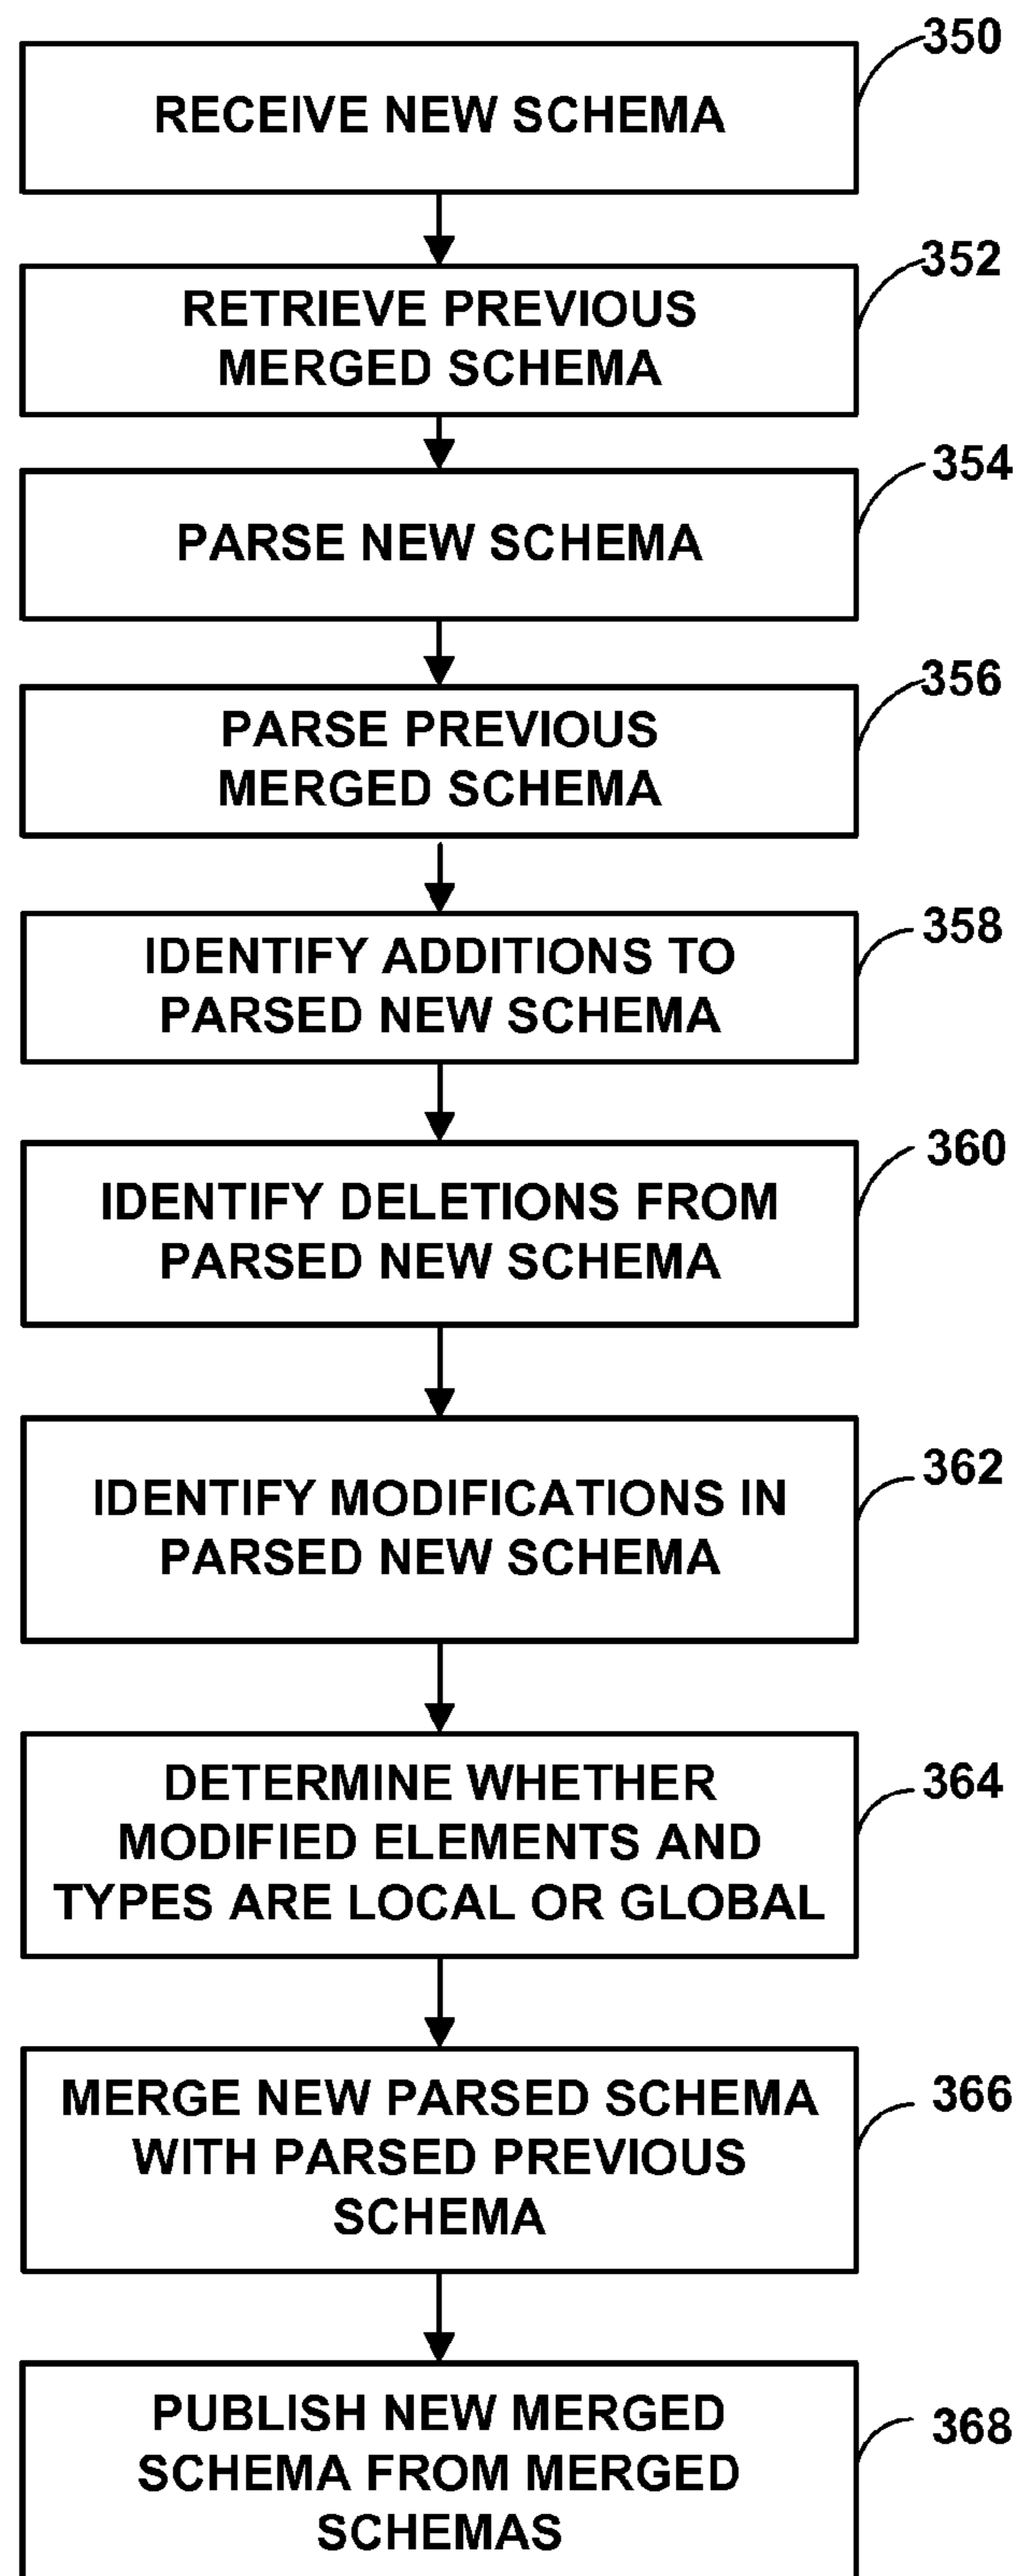 350
RECEIVE NEW SCHEMA
352
RETRIEVE PREVIOUS
MERGED SCHEMA
354
PARSE NEW SCHEMA
356
PARSE PREVIOUS
MERGED SCHEMA
358
IDENTIFY ADDITIONS TO
PARSED NEW SCHEMA
360
IDENTIFY DELETIONS FROM
PARSED NEW SCHEMA
362
IDENTIFY MODIFICATIONS IN
PARSED NEW SCHEMA
364
DETERMINE WHETHER
MODIFIED ELEMENTS AND
TYPES ARE LOCAL OR GLOBAL
366
MERGE NEW PARSED SCHEMA
WITH PARSED PREVIOUS
SCHEMA
368
PUBLISH NEW MERGED
SCHEMA FROM MERGED
SCHEMAS